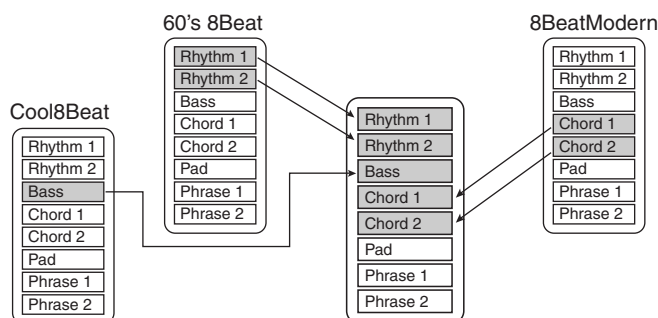 60's 8Beat
Rhythm 1
Rhythm 2
Bass
Chord 1
Chord 2
Pad
Phrase 1
Phrase 2
8BeatModern
Rhythm 1
Rhythm 2
Bass
Chord 1
Chord 2
Pad
Phrase 1
Phrase 2
Cool8Beat
Rhythm 1
Rhythm 2
Bass
Chord 1
Chord 2
Pad
Phrase 1
Phrase 2
Rhythm 1
Rhythm 2
Bass
Chord 1
Chord 2
Pad
Phrase 1
Phrase 2